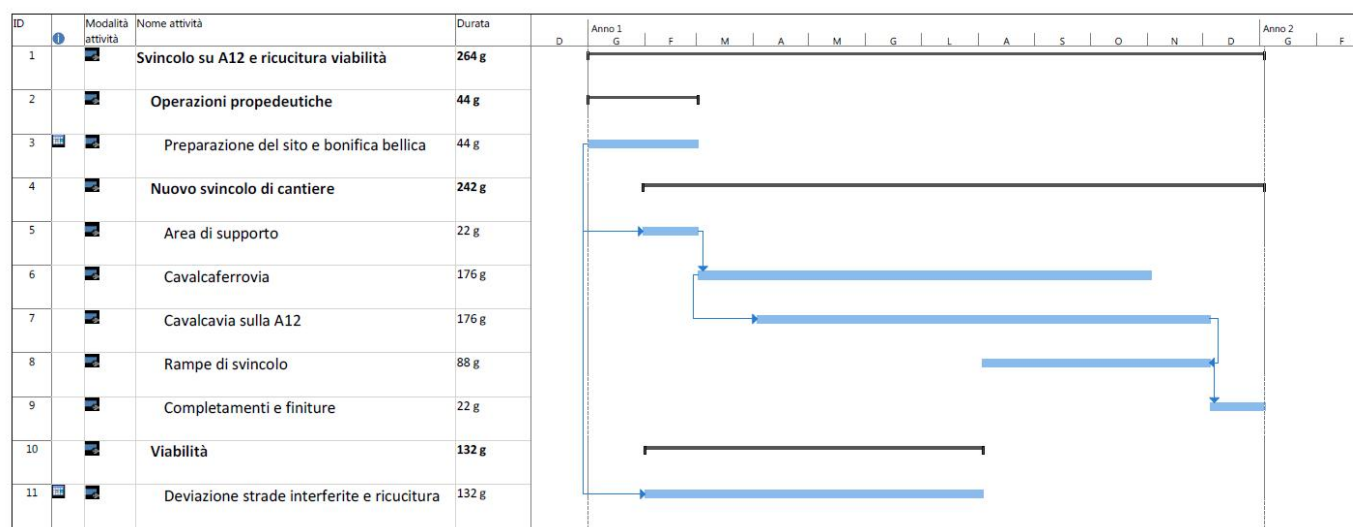 ID Modalità attività Nome attività Durata
Anno 1 Anno 2
D G F M A M G L A S O N D G F
1 Svincolo su A12 e ricucitura viabilità 264 g
2 Operazioni propedeutiche 44 g
3 Preparazione del sito e bonifica bellica 44 g
4 Nuovo svincolo di cantiere 242 g
5 Area di supporto 22 g
6 Cavalcaferrovia 176 g
7 Cavalcavia sulla A12 176 g
8 Rampe di svincolo 88 g
9 Completamenti e finiture 22 g
10 Viabilità 132 g
11 Deviazione strade interferite e ricucitura 132 g